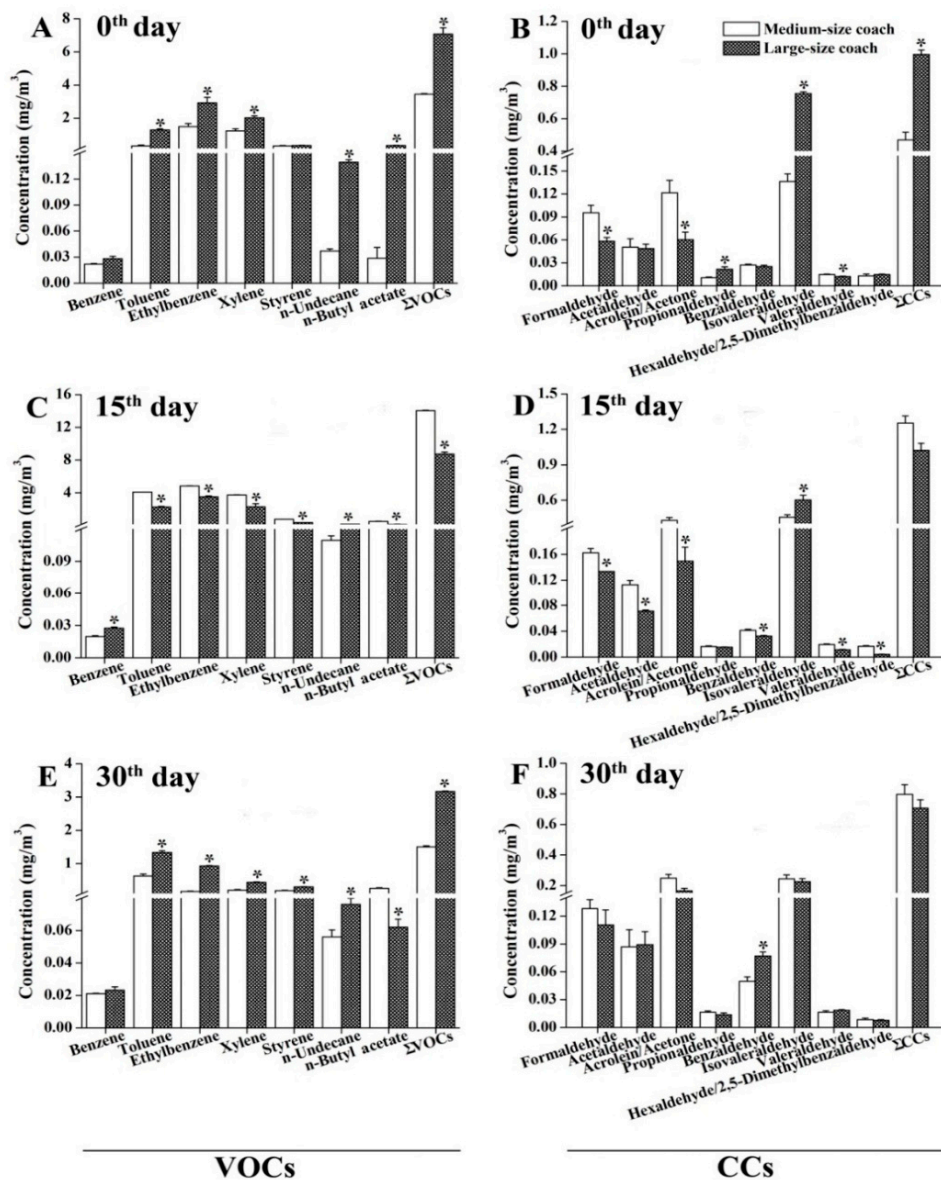 A 0th day
Concentration (mg/m3)
8
6
4
2
0.12
0.09
0.06
0.03
0.00
Benzene
Toluene
Ethylbenzene
Xylene
Styrene
n-Undecane
n-Butyl acetate
ΣVOCs
* * * * * *
B 0th day
Medium-size coach
Large-size coach
Concentration (mg/m3)
1.0
0.8
0.6
0.4
0.15
0.12
0.09
0.06
0.03
0.00
Formaldehyde
Acetaldehyde
Acrolein/Acetone
Propionaldehyde
Benzaldehyde
Isovaleraldehyde
Valeraldehyde
Hexaldehyde/2,5-Dimethylbenzaldehyde
ΣCCs
* * * * * *
C 15th day
Concentration (mg/m3)
16
12
8
4
0.09
0.06
0.03
0.00
Benzene
Toluene
Ethylbenzene
Xylene
Styrene
n-Undecane
n-Butyl acetate
ΣVOCs
* * * * * * * *
D 15th day
Concentration (mg/m3)
1.5
1.2
0.9
0.6
0.16
0.12
0.08
0.04
0.00
Formaldehyde
Acetaldehyde
Acrolein/Acetone
Propionaldehyde
Benzaldehyde
Isovaleraldehyde
Valeraldehyde
Hexaldehyde/2,5-Dimethylbenzaldehyde
ΣCCs
* * * * * * *
E 30th day
Concentration (mg/m3)
4
3
2
1
0.06
0.04
0.02
0.00
Benzene
Toluene
Ethylbenzene
Xylene
Styrene
n-Undecane
n-Butyl acetate
ΣVOCs
* * * * * * *
F 30th day
Concentration (mg/m3)
1.0
0.8
0.6
0.4
0.2
0.12
0.09
0.06
0.03
0.00
Formaldehyde
Acetaldehyde
Acrolein/Acetone
Propionaldehyde
Benzaldehyde
Isovaleraldehyde
Valeraldehyde
Hexaldehyde/2,5-Dimethylbenzaldehyde
ΣCCs
*
VOCs
CCs